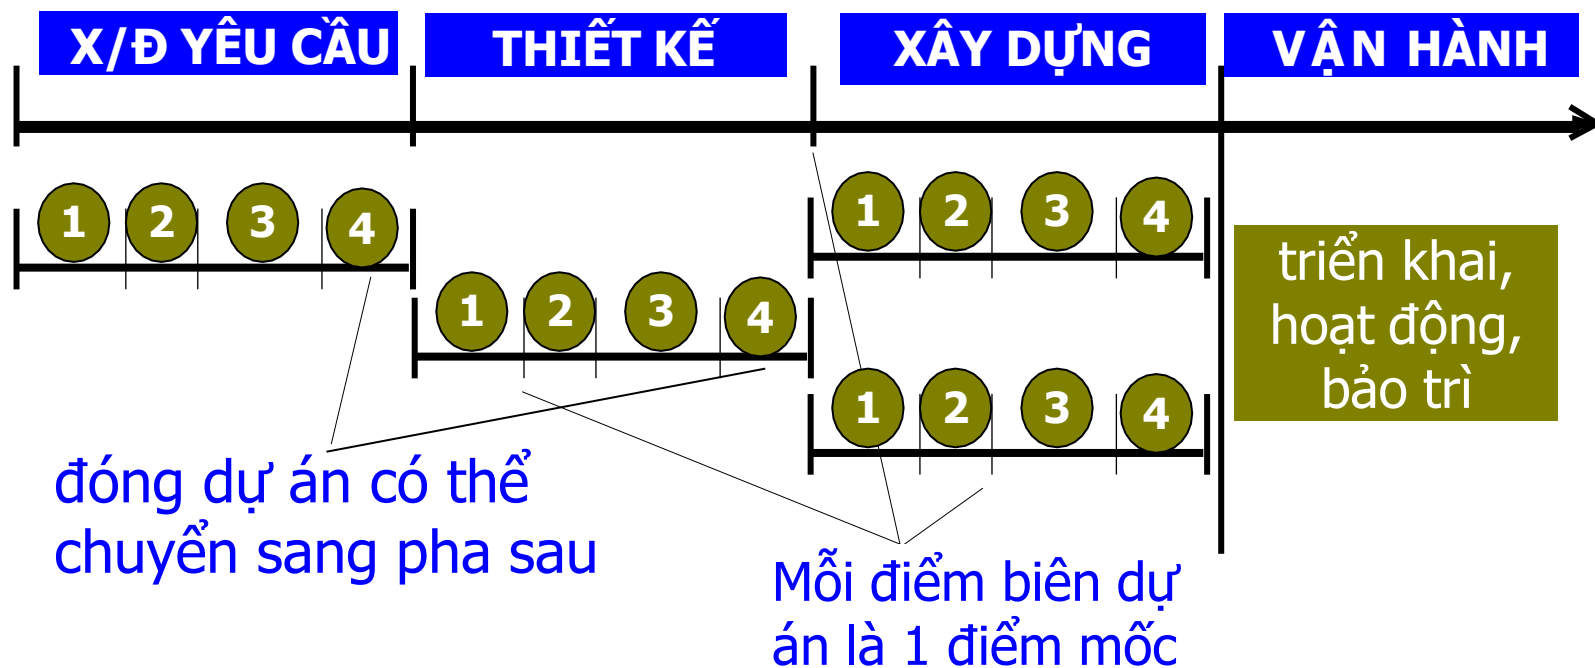 X/Đ YÊU CẦU
THIẾT KẾ
XÂY DỰNG
VẬN HÀNH
1 2 3 4
1 2 3 4
1 2 3 4
1 2 3 4
triển khai,
hoạt động,
bảo trì
đóng dự án có thể
chuyển sang pha sau
Mỗi điểm biên dự
án là 1 điểm mốc